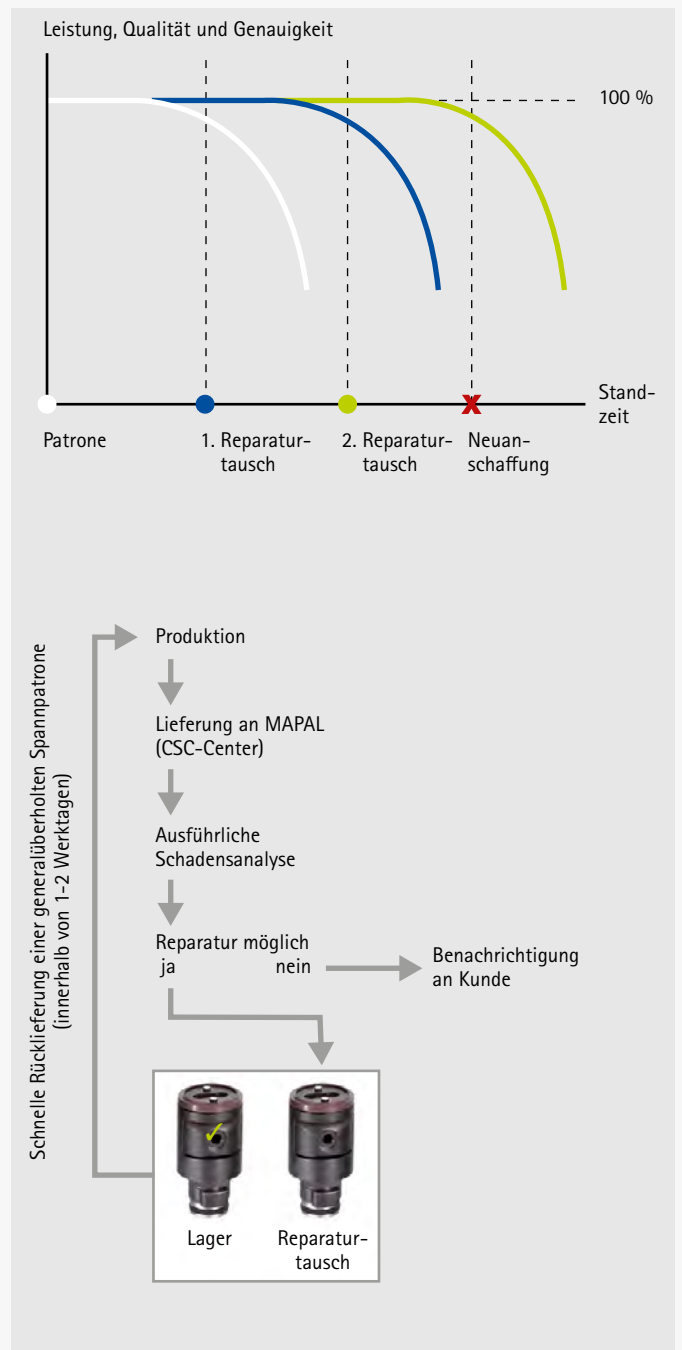 Leistung, Qualität und Genauigkeit
100 %
Stand-
zeit
Patrone
1. Reparatur-
tausch
2. Reparatur-
tausch
Neuan-
schaffung
Schnelle Rücklieferung einer generalüberholten Spannpatrone
(innerhalb von 1-2 Werktagen)
Produktion
Lieferung an MAPAL
(CSC-Center)
Ausführliche
Schadensanalyse
Reparatur möglich
ja nein
Benachrichtigung
an Kunde
Lager
Reparatur-
tausch